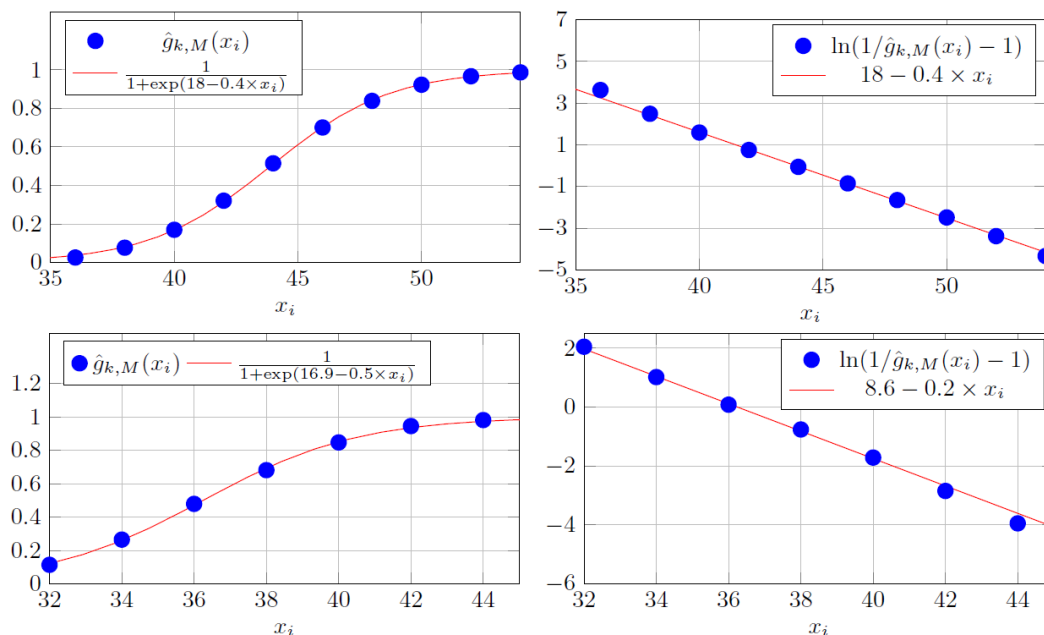 ĝ_{k,M}(x_i)
1/(1+exp(18−0.4×x_i))
1
0.8
0.6
0.4
0.2
0
35 40 45 50
x_i
ln(1/ĝ_{k,M}(x_i) − 1)
18 − 0.4 × x_i
7
5
3
1
−1
−3
−5
35 40 45 50
x_i
ĝ_{k,M}(x_i) 1/(1+exp(16.9−0.5×x_i))
1.2
1
0.8
0.6
0.4
0.2
0
32 34 36 38 40 42 44
x_i
ln(1/ĝ_{k,M}(x_i) − 1)
8.6 − 0.2 × x_i
2
0
−2
−4
−6
32 34 36 38 40 42 44
x_i